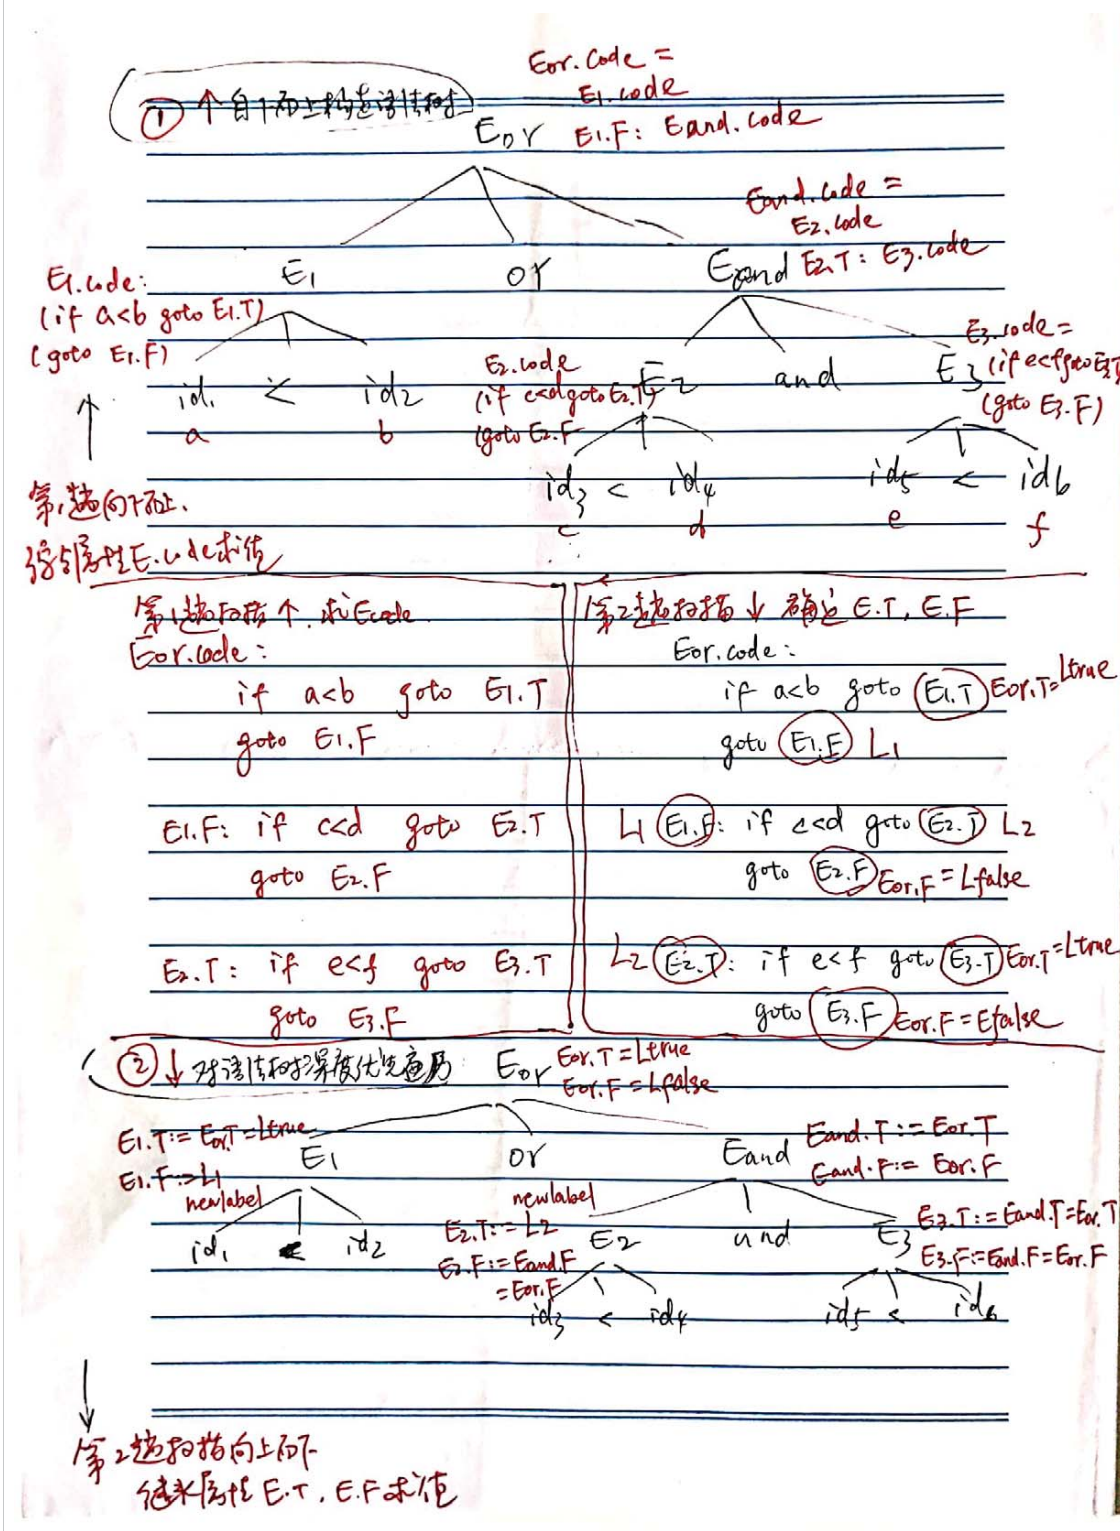 Eor.code =
E1.code
① ↑ 自下而上构造语法树
Eor E1.F: Eand.code
Eand.code =
E2.code
E1 or Eand E2.T: E3.code
E1.code:
(if a<b goto E1.T)
(goto E1.F)
E3.code =
(if e<f goto E3.T
(goto E3.F)
E2.code
(if c<d goto E2.T)
(goto E2.F
id1 < id2 E2 and E3
a b
id3 < id4 id5 < id6
c d e f
第1趟向下而上.
综合属性E.code求值
第1趟扫描个.求Ecode
Eor.code:
if a<b goto E1.T
goto E1.F
E1.F: if c<d goto E2.T
goto E2.F
E2.T: if e<f goto E3.T
goto E3.F
第2趟扫描 ↓ 确定 E.T, E.F
Eor.code:
if a<b goto E1.T Eor.T=Ltrue
goto E1.F L1
L1 E1.F: if c<d goto E2.T L2
goto E2.F Eor.F=Lfalse
L2 E2.T: if e<f goto E3.T Eor.T=Ltrue
goto E3.F Eor.F=Efalse
② ↓ 对语法树深度优先遍历
Eor Eor.T=Ltrue
Eor.F=Lfalse
E1.T:=Eor.T=Ltrue
E1.F:=L1
newlabel
E1 or Eand
Eand.T:=Eor.T
Eand.F:=Eor.F
id1 < id2
newlabel
E2.T:=L2
E2.F:=Eand.F
=Eor.F
E2 and E3
E3.T:=Eand.T=Eor.T
E3.F:=Eand.F=Eor.F
id3 < id4 id5 < id6
第2趟扫描向上而下
继承属性 E.T, E.F求值